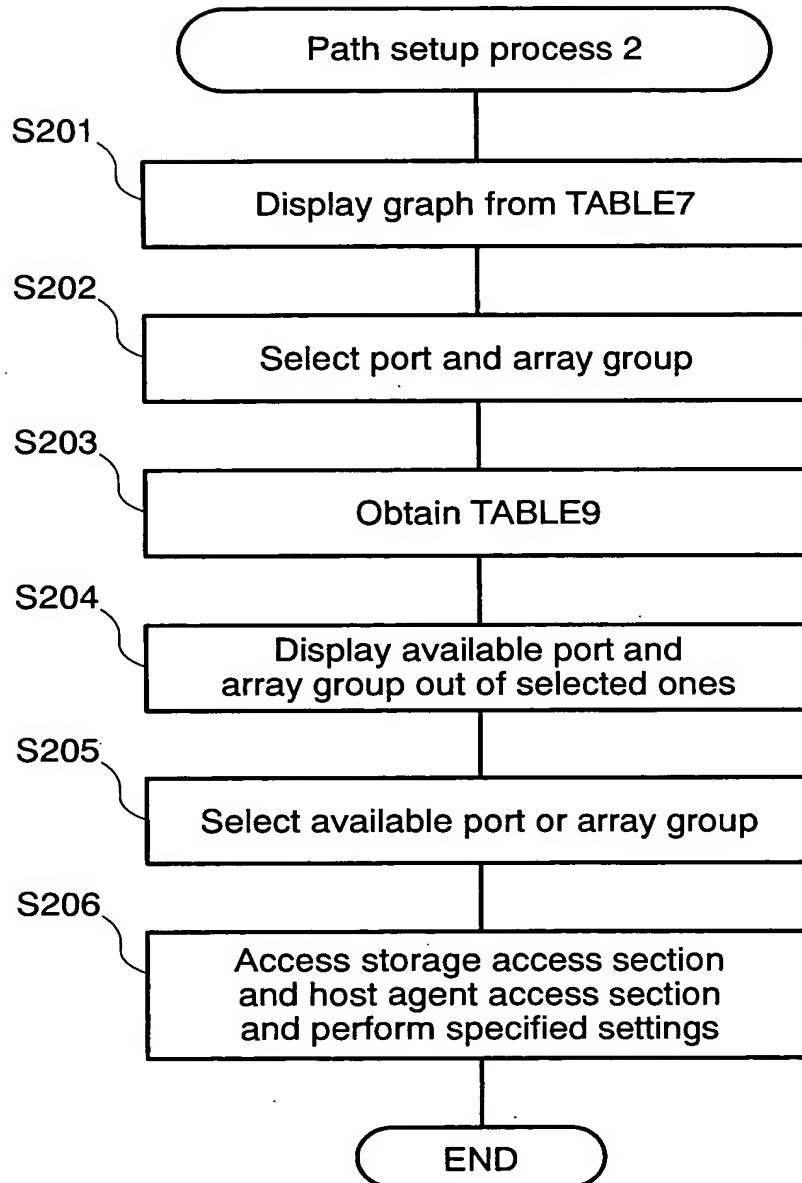 Path setup process 2
S201
Display graph from TABLE7
S202
Select port and array group
S203
Obtain TABLE9
S204
Display available port and
array group out of selected ones
S205
Select available port or array group
S206
Access storage access section
and host agent access section
and perform specified settings
END